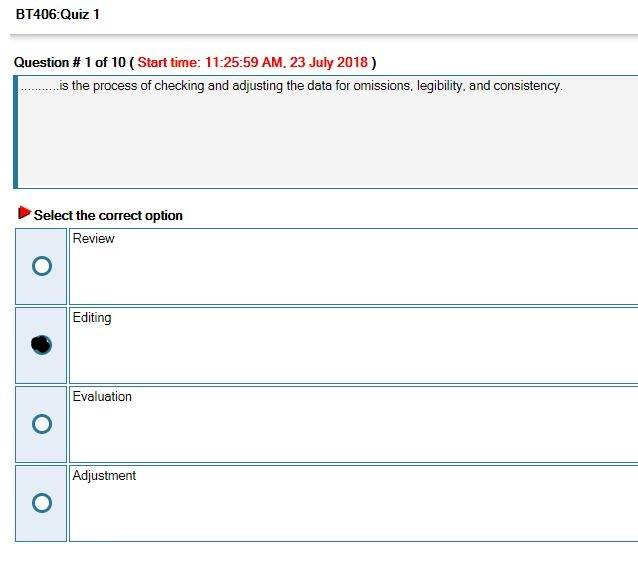 BT406:Quiz 1
Question # 1 of 10 ( Start time: 11:25:59 AM, 23 July 2018 )
...........is the process of checking and adjusting the data for omissions, legibility, and consistency.
Select the correct option
Review
Editing
Evaluation
Adjustment